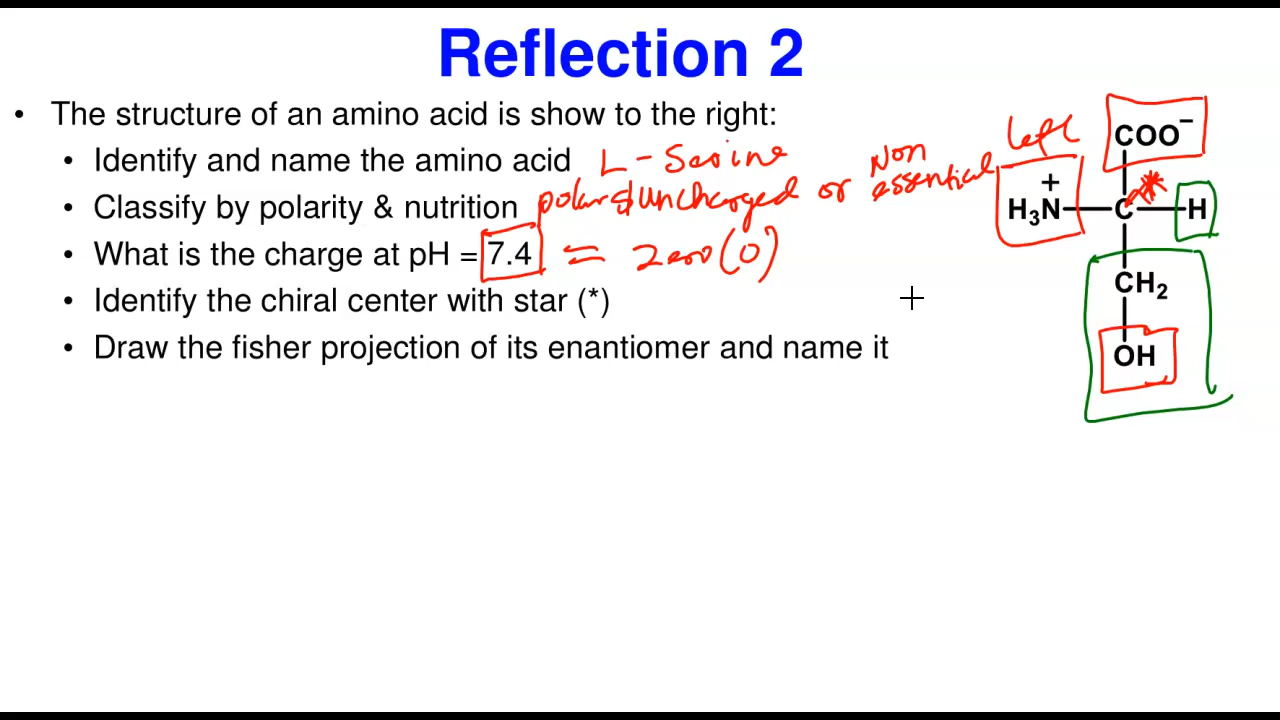 Reflection 2
• The structure of an amino acid is show to the right:
• Identify and name the amino acid L-Serine
• Classify by polarity & nutrition polar & Uncharged or Non essential
• What is the charge at pH = 7.4 = Zero (0)
• Identify the chiral center with star (*)
• Draw the fisher projection of its enantiomer and name it
left
COO⁻
+
H₃N—C*—H
CH₂
OH